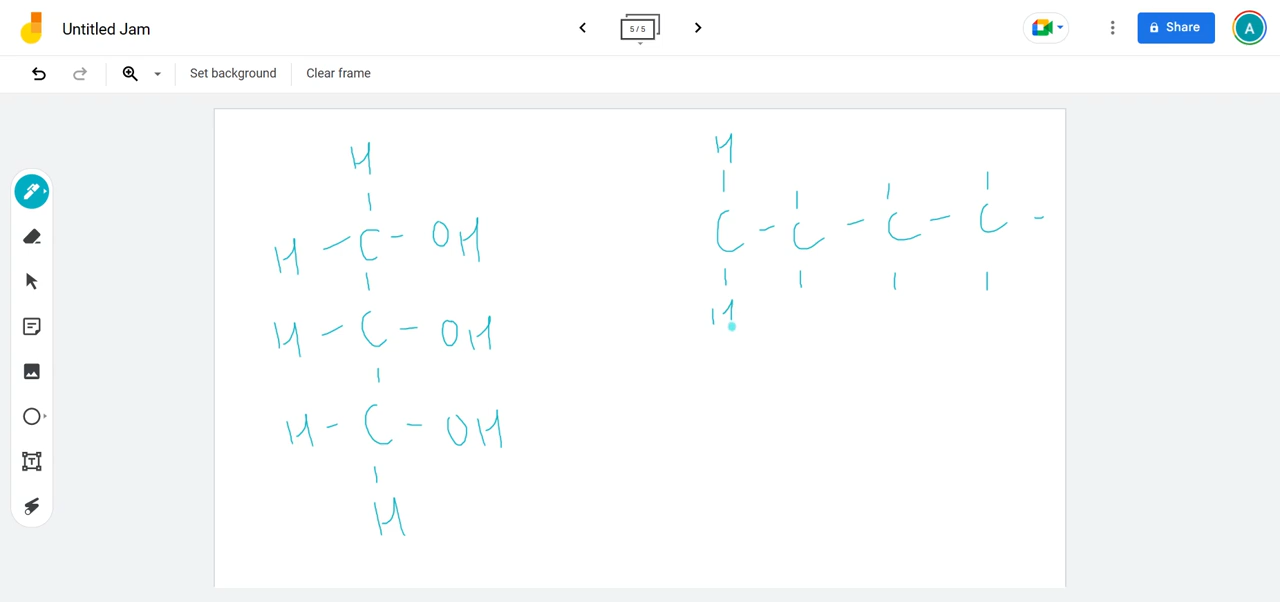 Untitled Jam
5 / 5
Share
A
Set background
Clear frame
H
H - C - OH
H - C - OH
H - C - OH
H
H
C - C - C - C -
H